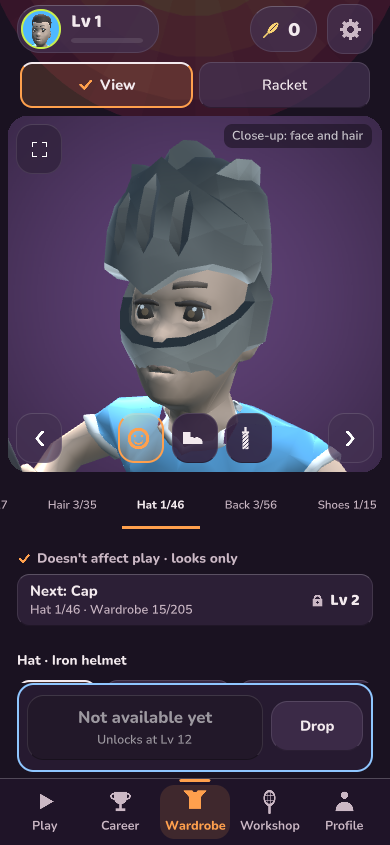 Lv 1
0
View
Racket
Close-up: face and hair
7
Hair 3/35
Hat 1/46
Back 3/56
Shoes 1/15
Doesn't affect play · looks only
Next: Cap
Hat 1/46 · Wardrobe 15/205
Lv 2
Hat · Iron helmet
Not available yet
Unlocks at Lv 12
Drop
Play
Career
Wardrobe
Workshop
Profile